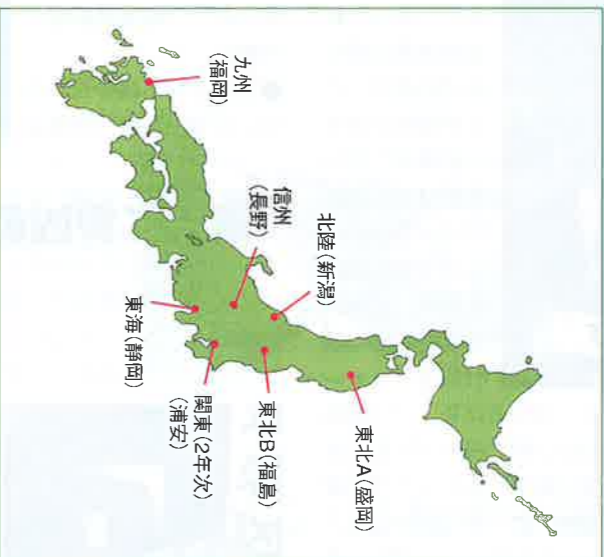 九州
(福岡)
信州
(長野)
北陸(新潟)
東海(静岡)
関東(2年次)
(浦安)
東北B(福島)
東北A(盛岡)